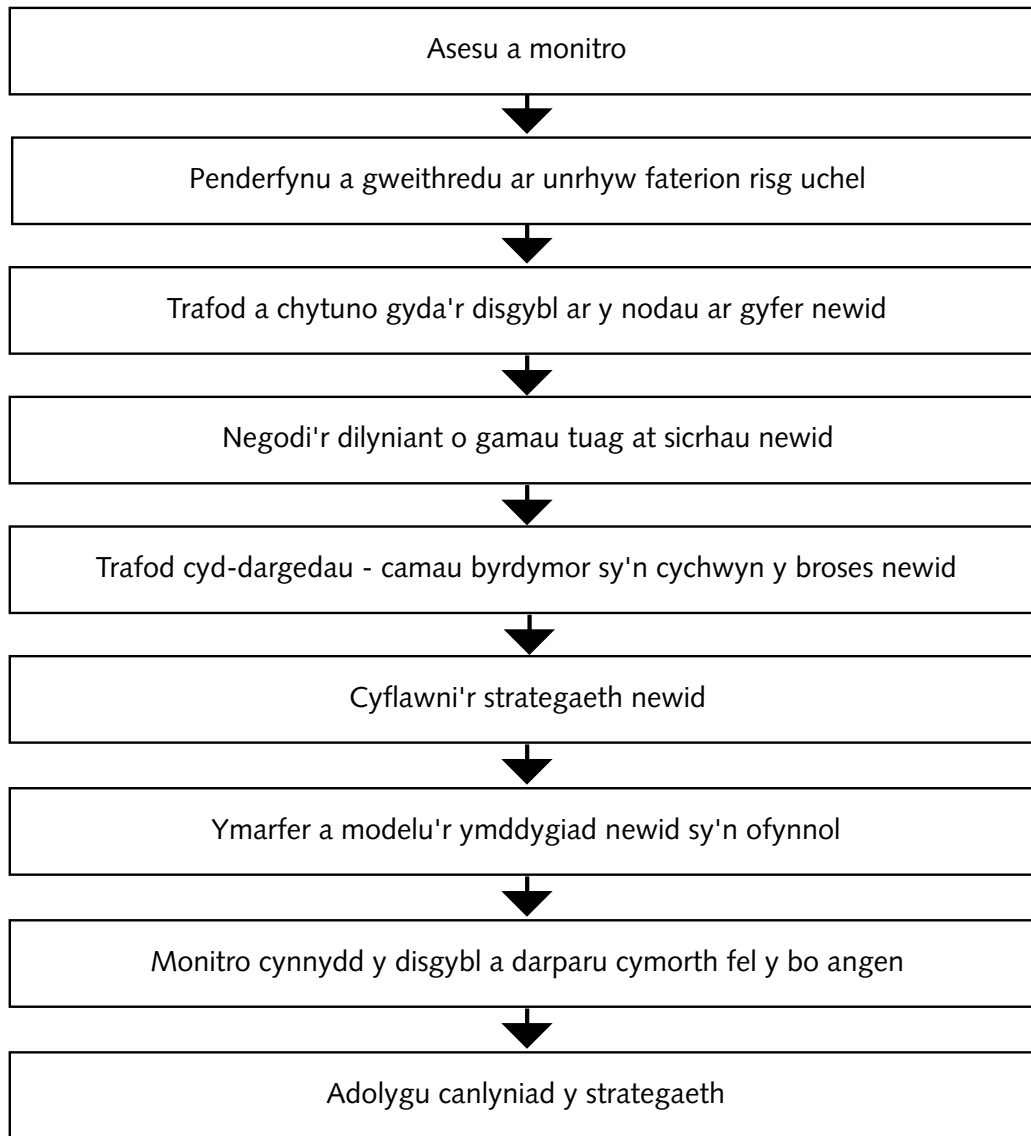 Asesu a monitro
Penderfynu a gweithredu ar unrhyw faterion risg uchel
Trafod a chytuno gyda'r disgybl ar y nodau ar gyfer newid
Negodi'r dilyniant o gamau tuag at sicrhau newid
Trafod cyd-dargedau - camau byrdymor sy'n cychwyn y broses newid
Cyflawni'r strategaeth newid
Ymarfer a modelu'r ymddygiad newid sy'n ofynnol
Monitro cynnydd y disgybl a darparu cymorth fel y bo angen
Adolygu canlyniad y strategaeth